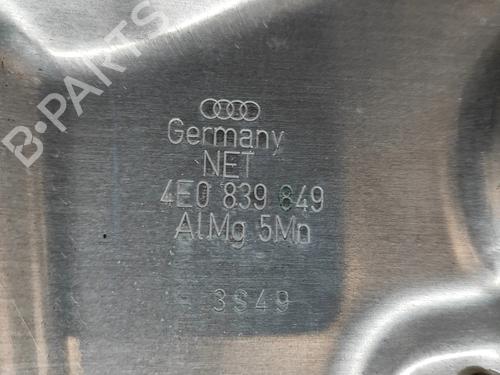 B-PARTS
Germany
NET
4E0 839 849
AlMg 5Mn
3S49